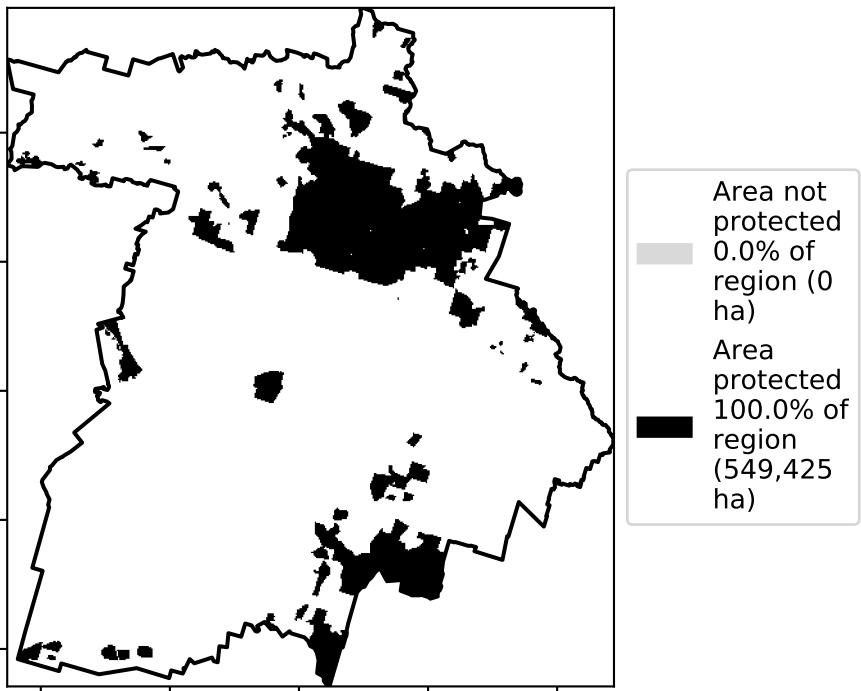 Area not
protected
0.0% of
region (0
ha)
Area
protected
100.0% of
region
(549,425
ha)